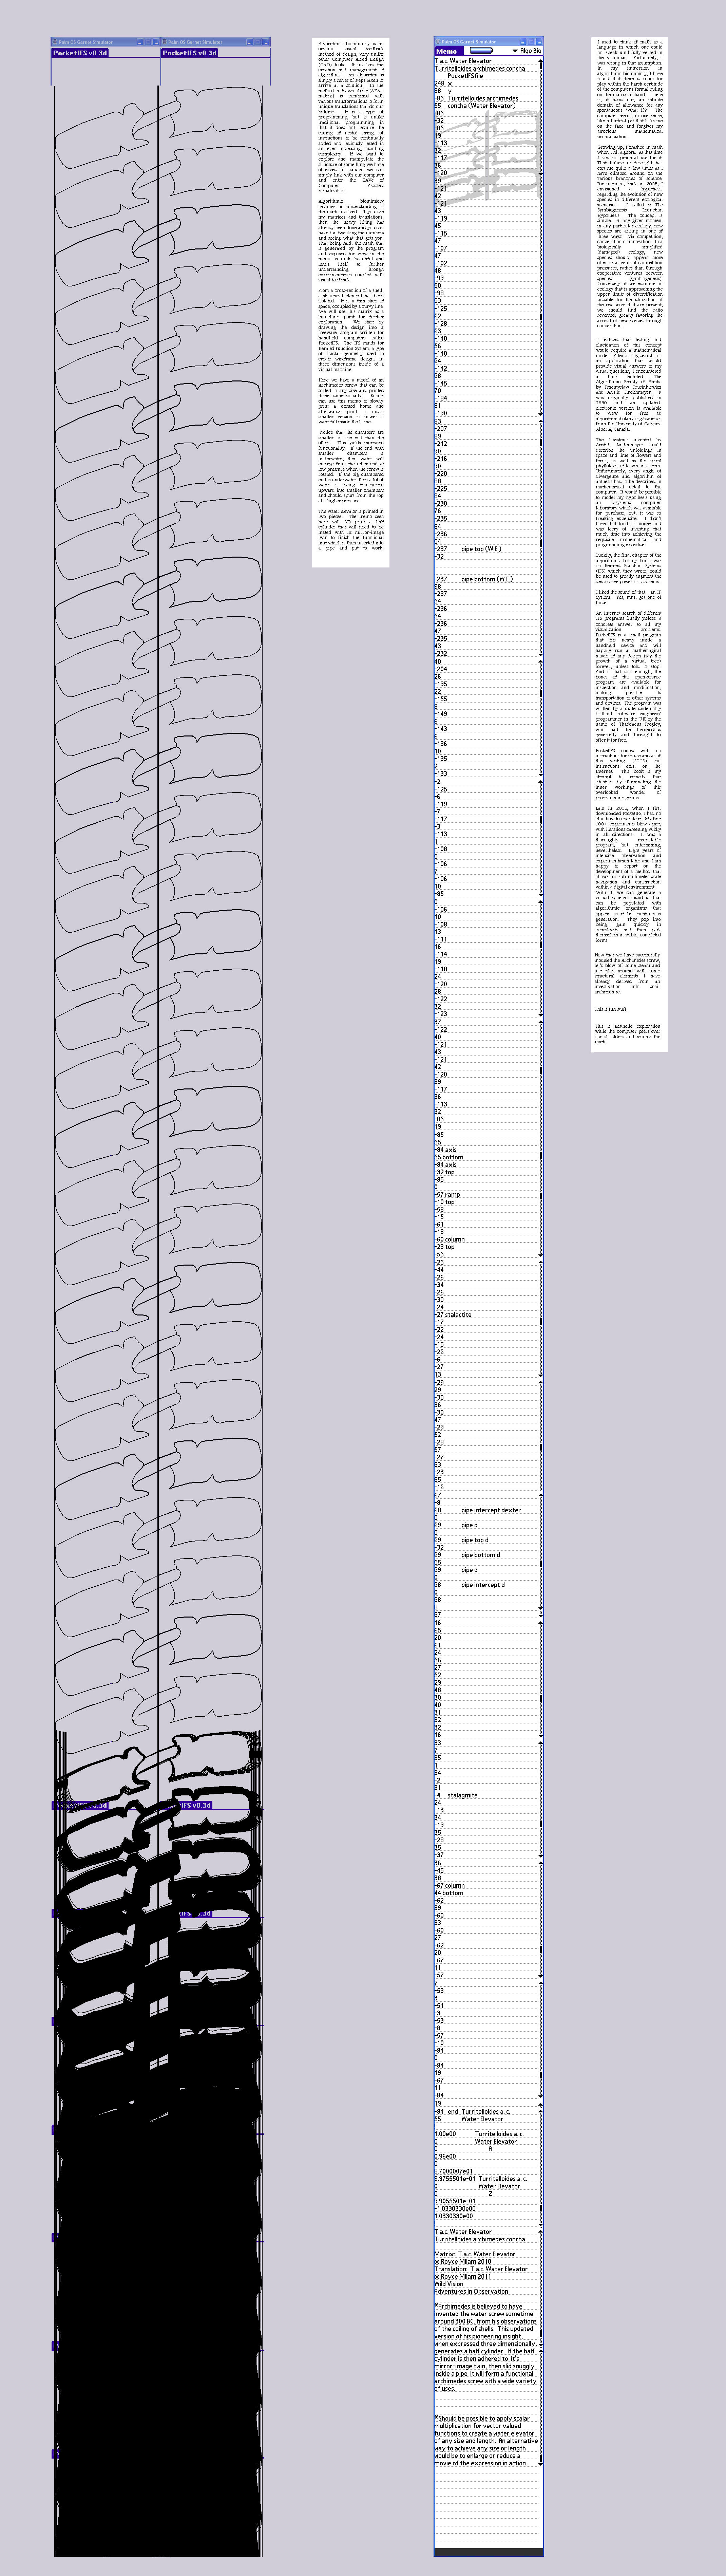 Palm OS Garnet Simulator
Palm OS Garnet Simulator
PocketIFS v0.3d
PocketIFS v0.3d
Algorithmic biomimicry is an
organic, visual feedback
method of design, very unlike
other Computer Aided Design
(CAD) tools. It involves the
creation and management of
algorithms. An algorithm is
simply a series of steps taken to
arrive at a solution. In the
method, a drawn object (AKA a
matrix) is combined with
various transformations to form
unique translations that do our
bidding. It is a type of
programming, but is unlike
traditional programming in
that it does not require the
coding of nested strings of
instructions to be continually
added and tediously tested in
an ever increasing, numbing
complexity. If we want to
explore and manipulate the
structure of something we have
observed in nature, we can
simply link with our computer
and enter the CAVe of
Computer Assisted
Visualization.
Algorithmic biomimicry
requires no understanding of
the math involved. If you use
my matrices and translations,
then the heavy lifting has
already been done and you can
have fun tweaking the numbers
and seeing what that gets you.
That being said, the math that
is generated by the program
and exposed for view in the
memo is quite beautiful and
lends itself to further
understanding through
experimentation coupled with
visual feedback.
From a cross-section of a shell,
a structural element has been
isolated. It is a thin slice of
space, occupied by a curvy line.
We will use this matrix as a
launching point for further
exploration. We start by
drawing the design into a
freeware program written for
handheld computers called
PocketIFS. The IFS stands for
Iterated Function System, a type
of fractal geometry used to
create wireframe designs in
three dimensions inside of a
virtual machine.
Here we have a model of an
Archimedes screw that can be
scaled to any size and printed
three dimensionally. Robots
can use this memo to slowly
print a domed home and
afterwards print a much
smaller version to power a
waterfall inside the home.
Notice that the chambers are
smaller on one end than the
other. This yields increased
functionality. If the end with
smaller chambers is
underwater, then water will
emerge from the other end at
low pressure when the screw is
rotated. If the big chambered
end is underwater, then a lot of
water is being transported
upward into smaller chambers
and should spurt from the top
at a higher pressure.
The water elevator is printed in
two pieces. The memo seen
here will 3D print a half
cylinder that will need to be
mated with its mirror-image
twin to finish the functional
unit which is then inserted into
a pipe and put to work.
Palm OS Garnet Simulator
Memo
Algo Bio
T.a.c. Water Elevator
Turritelloides archimedes concha
PocketIFSfile
248 x
88 y
-85 Turritelloides archimedes
55 concha (Water Elevator)
-85
32
-85
19
-113
32
-117
36
-120
39
-121
42
-121
43
-119
45
-115
47
-107
47
-102
48
-99
50
-98
53
-125
62
-128
63
-140
56
-140
64
-142
68
-145
70
-184
81
-190
83
-207
89
-212
90
-216
90
-220
88
-225
84
-230
76
-235
64
-236
54
-237 pipe top (W.E.)
-32
-237 pipe bottom (W.E.)
98
-237
54
-236
54
-236
47
-235
43
-232
40
-204
26
-195
22
-155
8
-149
6
-143
6
-136
10
-135
2
-133
-2
-125
-6
-119
-7
-117
-3
-113
1
-108
5
-106
7
-106
10
-85
0
-106
10
-108
13
-111
16
-114
19
-118
24
-120
28
-122
32
-123
37
-122
40
-121
43
-121
42
-120
39
-117
36
-113
32
-85
19
-85
55
-84 axis
55 bottom
-84 axis
-32 top
-85
0
-57 ramp
-10 top
-58
-15
-61
-18
-60 column
-23 top
-55
-25
-44
-26
-34
-26
-30
-24
-27 stalactite
-17
-22
-24
-15
-26
-6
-27
13
-29
29
-30
36
-30
47
-29
52
-28
57
-27
63
-23
65
-16
67
-8
68 pipe intercept dexter
0
69 pipe d
0
69 pipe top d
-32
69 pipe bottom d
55
69 pipe d
0
68 pipe intercept d
0
68
8
67
16
65
20
61
24
56
27
52
29
48
30
40
31
32
32
16
33
7
35
1
34
-2
31
-4 stalagmite
24
-13
34
-19
35
-28
35
-37
36
-45
38
-67 column
44 bottom
-62
39
-60
33
-60
27
-62
20
-67
11
-57
7
-53
3
-51
-3
-53
-8
-57
-10
-84
0
-84
19
-67
11
-84
19
-84 end Turritelloides a. c.
55 Water Elevator
!
1.00e00 Turritelloides a. c.
0 Water Elevator
0 A
0.96e00
0
8.7000007e01
9.9755501e-01 Turritelloides a. c.
0 Water Elevator
0 Z
9.9055501e-01
-1.0330330e00
1.0330330e00
!
T.a.c. Water Elevator
Turritelloides archimedes concha
Matrix: T.a.c. Water Elevator
© Royce Milam 2010
Translation: T.a.c. Water Elevator
© Royce Milam 2011
Wild Vision
Adventures In Observation
*Archimedes is believed to have
invented the water screw sometime
around 300 BC. from his observations
of the coiling of shells. This updated
version of his pioneering insight,
when expressed three dimensionally,
generates a half cylinder. If the half
cylinder is then adhered to it's
mirror-image twin, then slid snuggly
inside a pipe it will form a functional
archimedes screw with a wide variety
of uses.
*Should be possible to apply scalar
multiplication for vector valued
functions to create a water elevator
of any size and length. An alternative
way to achieve any size or length
would be to enlarge or reduce a
movie of the expression in action.
I used to think of math as a
language in which one could
not speak until fully versed in
the grammar. Fortunately, I
was wrong in that assumption.
In my immersion in
algorithmic biomimicry, I have
found that there is room for
play within the harsh certitude
of the computer's formal ruling
on the matrix at hand. There
is, it turns out, an infinite
domain of allowance for any
spontaneous "what if?" The
computer seems, in one sense,
like a faithful pet that licks me
on the face and forgives my
atrocious mathematical
pronunciation.
Growing up, I crashed in math
when I hit algebra. At that time
I saw no practical use for it.
That failure of foresight has
cost me quite a few times as I
have climbed around on the
various branches of science.
For instance, back in 2008, I
envisioned a hypothesis
regarding the evolution of new
species in different ecological
scenarios. I called it The
Symbiogenesis Reduction
Hypothesis. The concept is
simple. At any given moment
in any particular ecology, new
species are arising in one of
three ways: via competition,
cooperation or innovation. In a
biologically simplified
(damaged) ecology, new
species should appear more
often as a result of competition
pressures, rather than through
cooperative ventures between
species (symbiogenesis).
Conversely, if we examine an
ecology that is approaching the
upper limits of diversification
possible for the utilization of
the resources that are present,
we should find the ratio
reversed, greatly favoring the
arrival of new species through
cooperation.
I realized that testing and
elucidation of this concept
would require a mathematical
model. After a long search for
an application that would
provide visual answers to my
visual questions, I encountered
a book entitled, The
Algorithmic Beauty of Plants,
by Przemyslaw Prusinkiewicz
and Aristid Lindenmayer. It
was originally published in
1990 and an updated,
electronic version is available
to view for free at:
algorithmicbotany.org/papers/
from the University of Calgary,
Alberta, Canada.
The L-systems invented by
Aristid Lindenmayer could
describe the unfoldings in
space and time of flowers and
ferns, as well as the spiral
phyllotaxis of leaves on a stem.
Unfortunately, every angle of
divergence and algorithm of
anthesis had to be described in
mathematical detail to the
computer. It would be possible
to model my hypothesis using
an L-systems computer
laboratory which was available
for purchase, but, it was so
freaking expensive. I didn't
have that kind of money and
was leery of investing that
much time into achieving the
requisite mathematical and
programming expertise.
Luckily, the final chapter of the
algorithmic botany book was
on Iterated Function Systems
(IFS) which they wrote, could
be used to greatly augment the
descriptive power of L-systems.
I liked the sound of that – an IF
System. Yes, must get one of
those.
An Internet search of different
IFS programs finally yielded a
concrete answer to all my
visualization problems.
PocketIFS is a small program
that fits neatly inside a
handheld device and will
happily run a mathemagical
movie of any design (say the
growth of a virtual tree)
forever, unless told to stop.
And if that isn't enough, the
bones of this open-source
program are available for
inspection and modification,
making possible its
transportation to other systems
and devices. The program was
written by a quite undeniably
brilliant software engineer/
programmer in the UK by the
name of Thaddaeus Frogley,
who had the tremendous
generosity and foresight to
offer it for free.
PocketIFS comes with no
instructions for its use and as of
this writing (2018), no
instructions exist on the
Internet. This book is my
attempt to remedy that
situation by illuminating the
inner workings of this
overlooked wonder of
programming genius.
Late in 2008, when I first
downloaded PocketIFS, I had no
clue how to operate it. My first
100+ experiments blew apart,
with iterations careening wildly
in all directions. It was a
thoroughly inscrutable
program, but entertaining,
nevertheless. Eight years of
intensive observation and
experimentation later and I am
happy to report on the
development of a method that
allows for sub-millimeter scale
navigation and construction
within a digital environment.
With it, we can generate a
virtual sphere around us that
can be populated with
algorithmic organisms that
appear as if by spontaneous
generation. They pop into
being, gain quickly in
complexity and then park
themselves in stable, completed
forms.
Now that we have successfully
modeled the Archimedes screw,
let's blow off some steam and
just play around with some
structural elements I have
already derived from an
investigation into snail
architecture.
This is Fun stuff.
This is aesthetic exploration
while the computer peers over
our shoulders and records the
math.